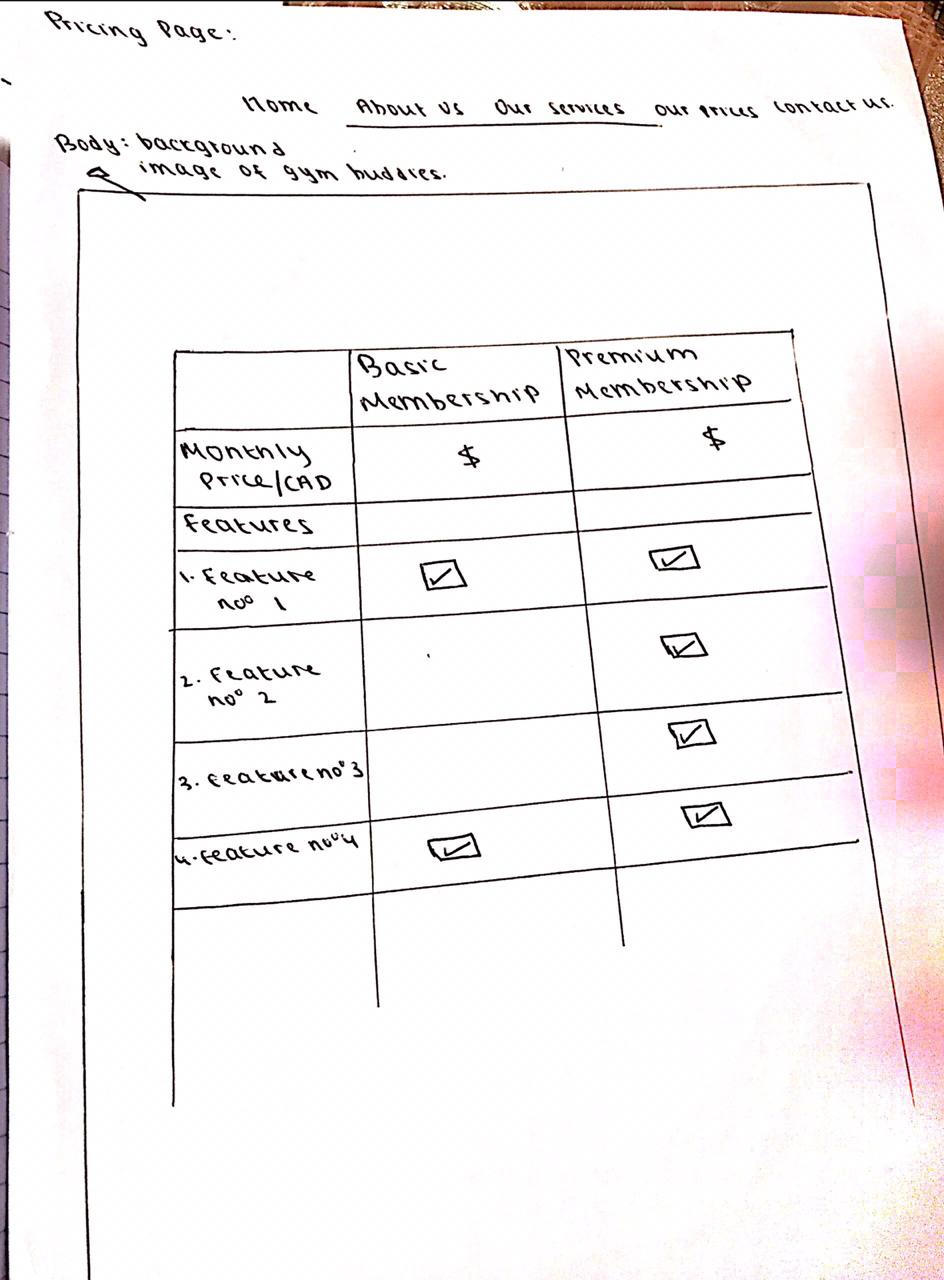 Pricing Page:
Home About Us Our services our prices contact us.
Body: background
image of gym buddies.
Basic
Membership
Premium
Membership
Monthly
Price/CAD
$
$
Features
1. Feature
no° 1
2. Feature
no° 2
3. Feature no°3
4. Feature no°4